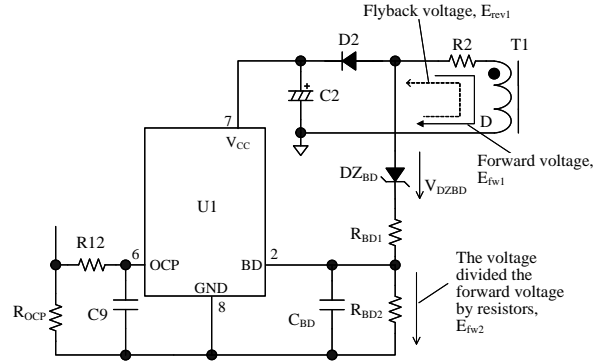 Flyback voltage, Erev1
D2
R2
T1
C2
D
7
VCC
Forward voltage,
Efw1
DZBD
VDZBD
U1
RBD1
R12
6
OCP
BD
2
GND
8
ROCP
C9
CBD
RBD2
The voltage
divided the
forward voltage
by resistors,
Efw2
+